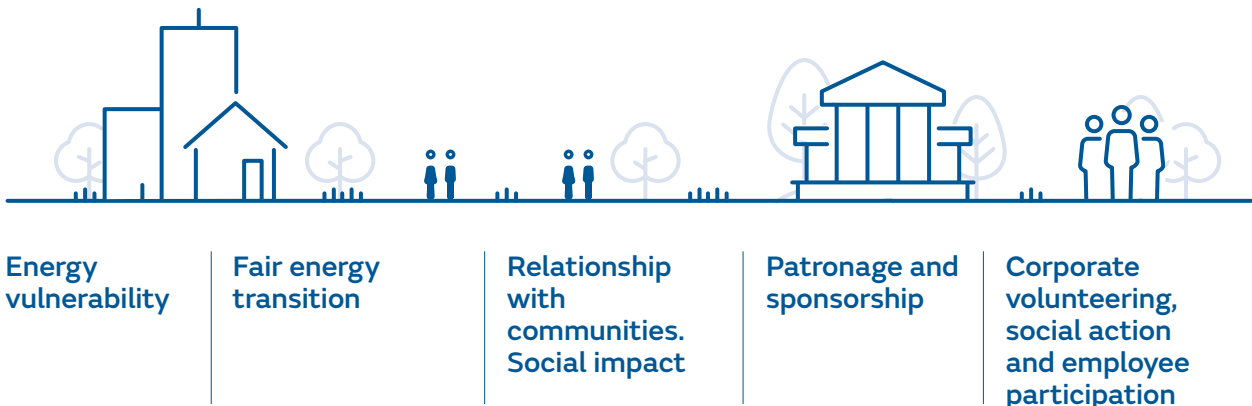 Energy
vulnerability
Fair energy
transition
Relationship
with
communities.
Social impact
Patronage and
sponsorship
Corporate
volunteering,
social action
and employee
participation